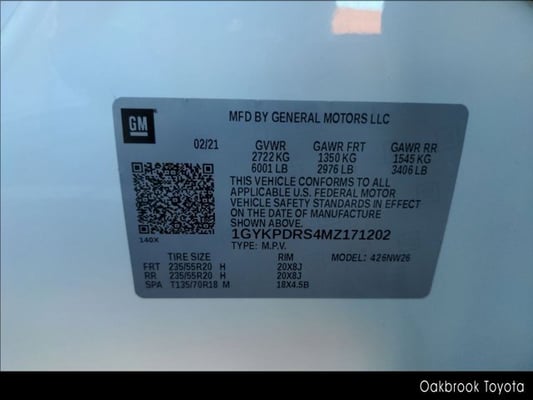 GM
MFD BY GENERAL MOTORS LLC
02/21 GVWR GAWR FRT GAWR RR
2722 KG 1350 KG 1545 KG
6001 LB 2976 LB 3406 LB
THIS VEHICLE CONFORMS TO ALL
APPLICABLE U.S. FEDERAL MOTOR
VEHICLE SAFETY STANDARDS IN EFFECT
ON THE DATE OF MANUFACTURE
SHOWN ABOVE.
1GYKPDRS4MZ171202
140X TYPE: M.P.V.
TIRE SIZE RIM MODEL: 426NW26
FRT 235/55R20 H 20X8J
RR 235/55R20 H 20X8J
SPA T135/70R18 M 18X4.5B
Oakbrook Toyota